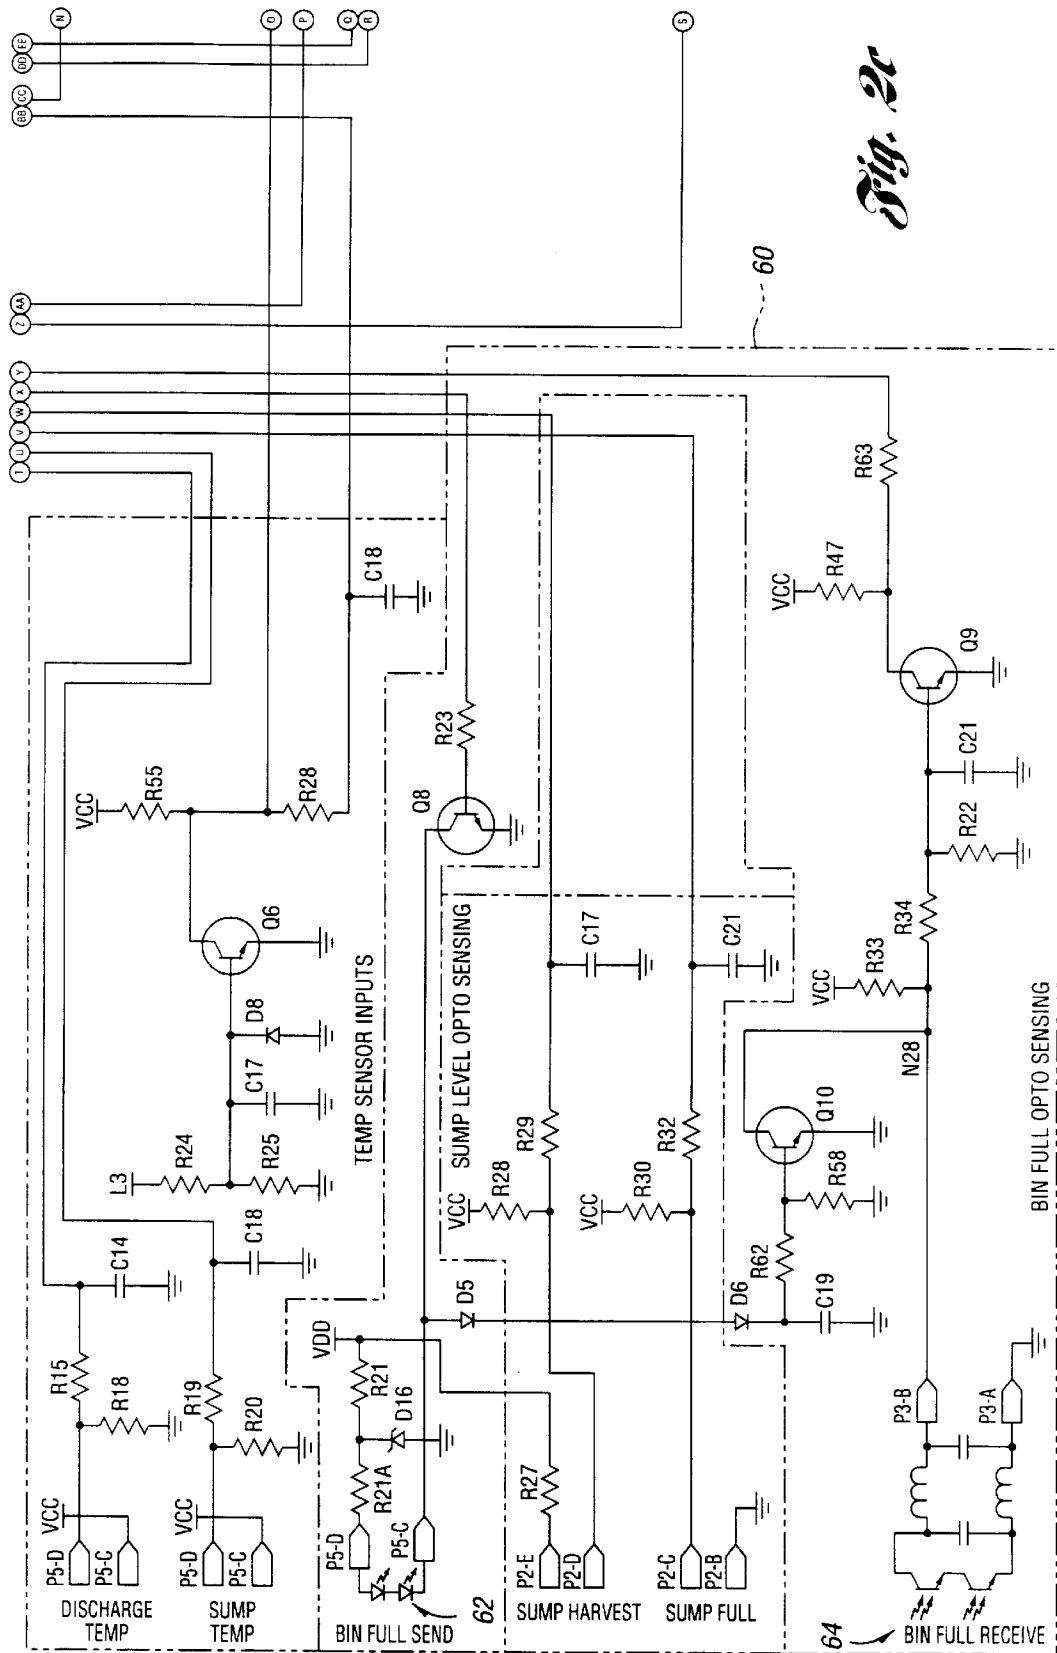 N
EE
DD
CC
BB
O
P
Q
R
S
AA
Z
Y
X
W
V
U
T
Fig. 2c
60
VCC
R55
R28
C18
Q6
D8
C17
L3
R24
R25
TEMP SENSOR INPUTS
C14
C18
R15
R18
R19
R20
VCC
P5-D
P5-C
DISCHARGE
TEMP
VCC
P5-D
P5-C
SUMP
TEMP
R23
Q8
VDD
R21
D16
R21A
P5-D
P5-C
D5
BIN FULL SEND
62
SUMP LEVEL OPTO SENSING
C17
R29
VCC
R28
R27
P2-E
P2-D
SUMP HARVEST
C21
R32
VCC
R30
P2-C
P2-B
SUMP FULL
R63
VCC
R47
Q9
C21
R22
R34
VCC
R33
N28
Q10
R58
R62
D6
C19
P3-B
P3-A
BIN FULL OPTO SENSING
64
BIN FULL RECEIVE